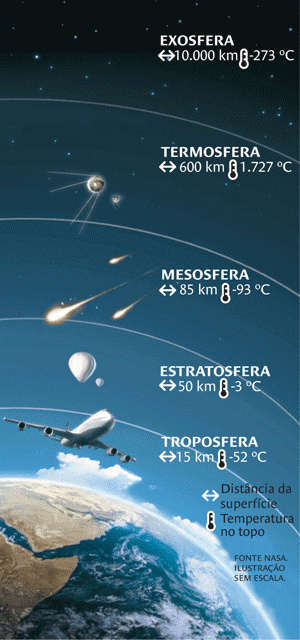 EXOSFERA
10.000 km -273 ºC
TERMOSFERA
600 km 1.727 ºC
MESOSFERA
85 km -93 ºC
ESTRATOSFERA
50 km -3 ºC
TROPOSFERA
15 km -52 ºC
Distância da
superfície
Temperatura
no topo
FONTE NASA.
ILUSTRAÇÃO
SEM ESCALA.